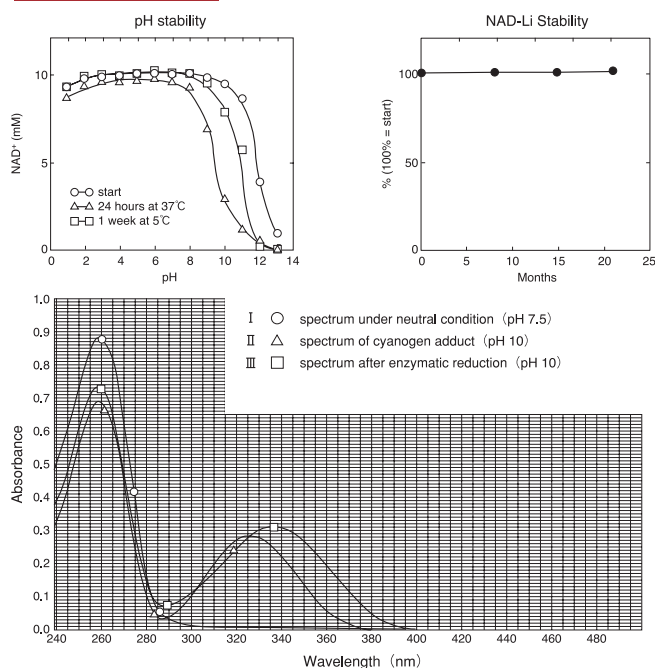 pH stability
NAD⁺ (mM)
10
5
0
0 2 4 6 8 10 12 14
pH
start
24 hours at 37℃
1 week at 5℃
NAD-Li Stability
% (100% = start)
100
50
0
0 5 10 15 20 25
Months
Absorbance
1.0
0.9
0.8
0.7
0.6
0.5
0.4
0.3
0.2
0.1
0.0
240 260 280 300 320 340 360 380 400 420 440 460 480
Wavelength (nm)
Ⅰ spectrum under neutral condition (pH 7.5)
Ⅱ spectrum of cyanogen adduct (pH 10)
Ⅲ spectrum after enzymatic reduction (pH 10)